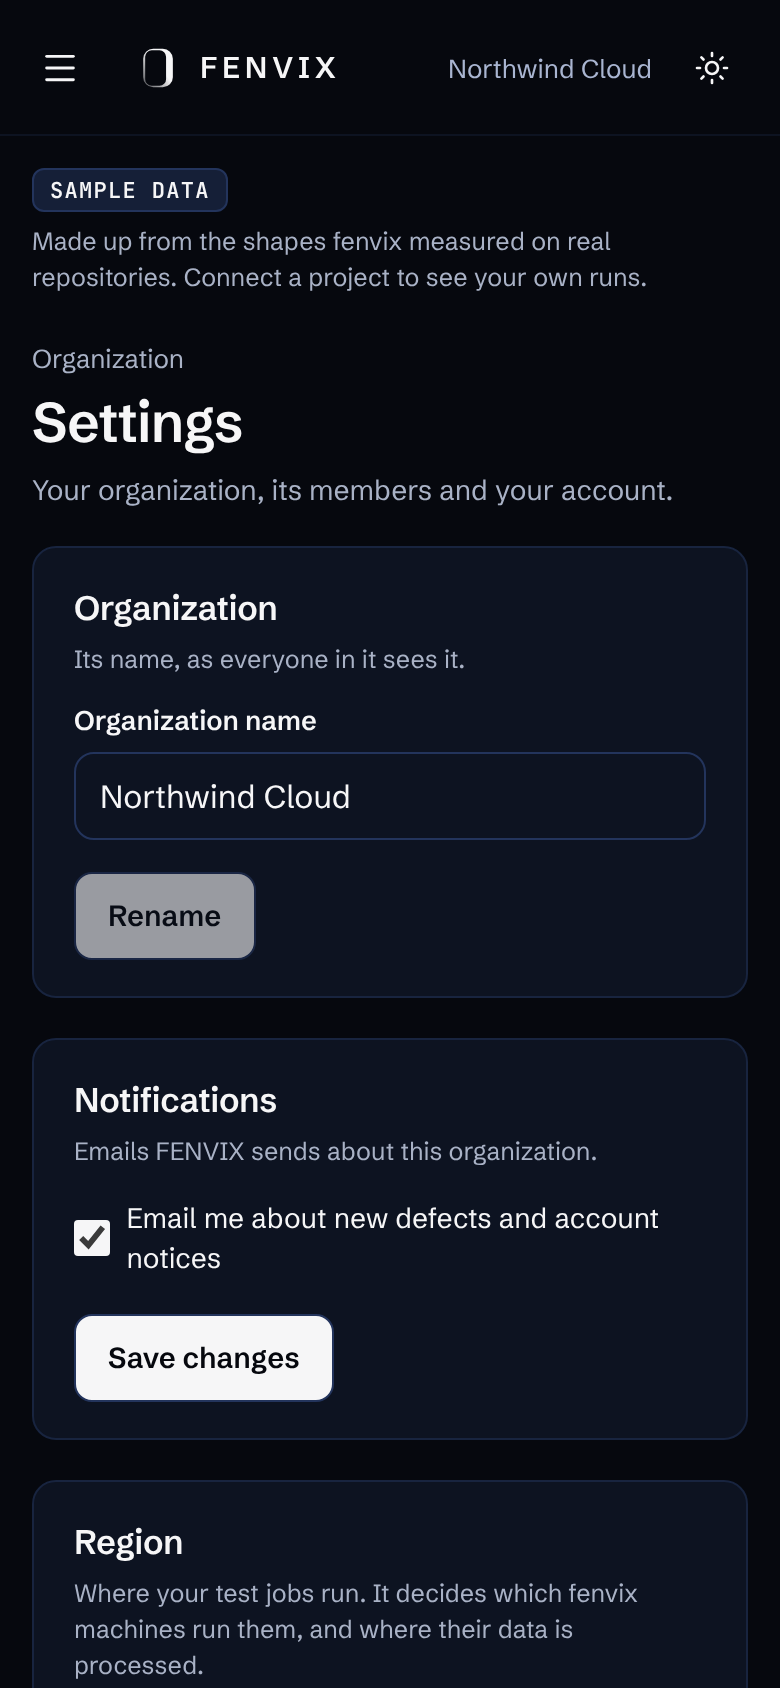 FENVIX
Northwind Cloud
SAMPLE DATA
Made up from the shapes fenvix measured on real
repositories. Connect a project to see your own runs.
Organization
Settings
Your organization, its members and your account.
Organization
Its name, as everyone in it sees it.
Organization name
Northwind Cloud
Rename
Notifications
Emails FENVIX sends about this organization.
Email me about new defects and account
notices
Save changes
Region
Where your test jobs run. It decides which fenvix
machines run them, and where their data is
processed.